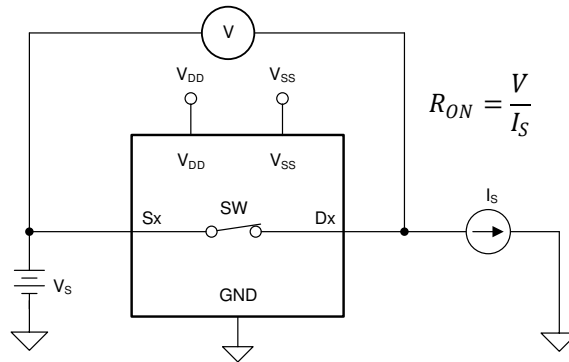 V
V_DD V_SS
R_ON = V/I_S
V_DD V_SS
I_S
SW
Sx Dx
V_S
GND